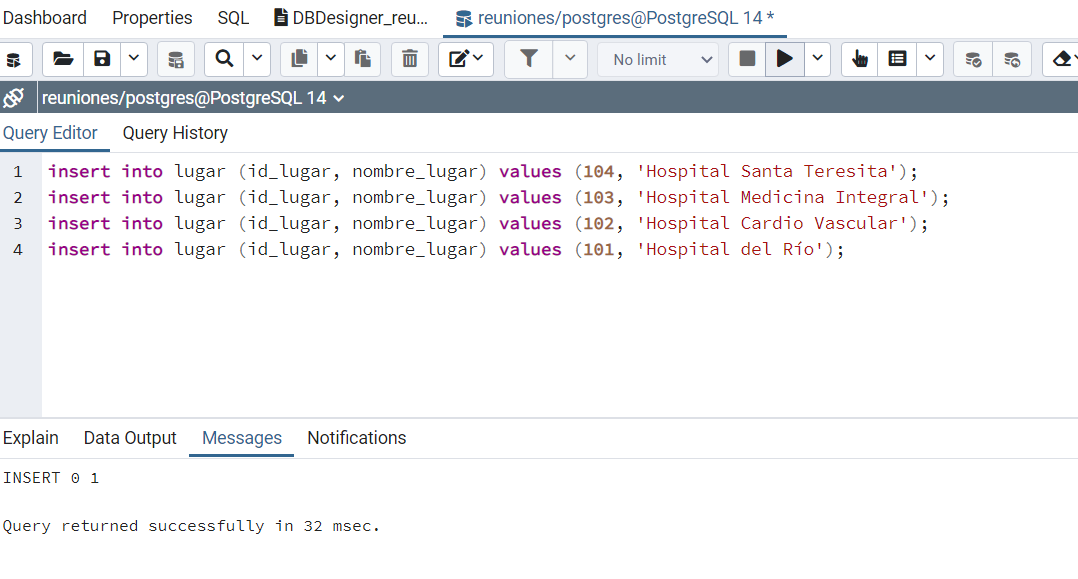 Dashboard Properties SQL DBDesigner_reu... reuniones/postgres@PostgreSQL 14 *
No limit
reuniones/postgres@PostgreSQL 14
Query Editor Query History
1 insert into lugar (id_lugar, nombre_lugar) values (104, 'Hospital Santa Teresita');
2 insert into lugar (id_lugar, nombre_lugar) values (103, 'Hospital Medicina Integral');
3 insert into lugar (id_lugar, nombre_lugar) values (102, 'Hospital Cardio Vascular');
4 insert into lugar (id_lugar, nombre_lugar) values (101, 'Hospital del Río');
Explain Data Output Messages Notifications
INSERT 0 1
Query returned successfully in 32 msec.